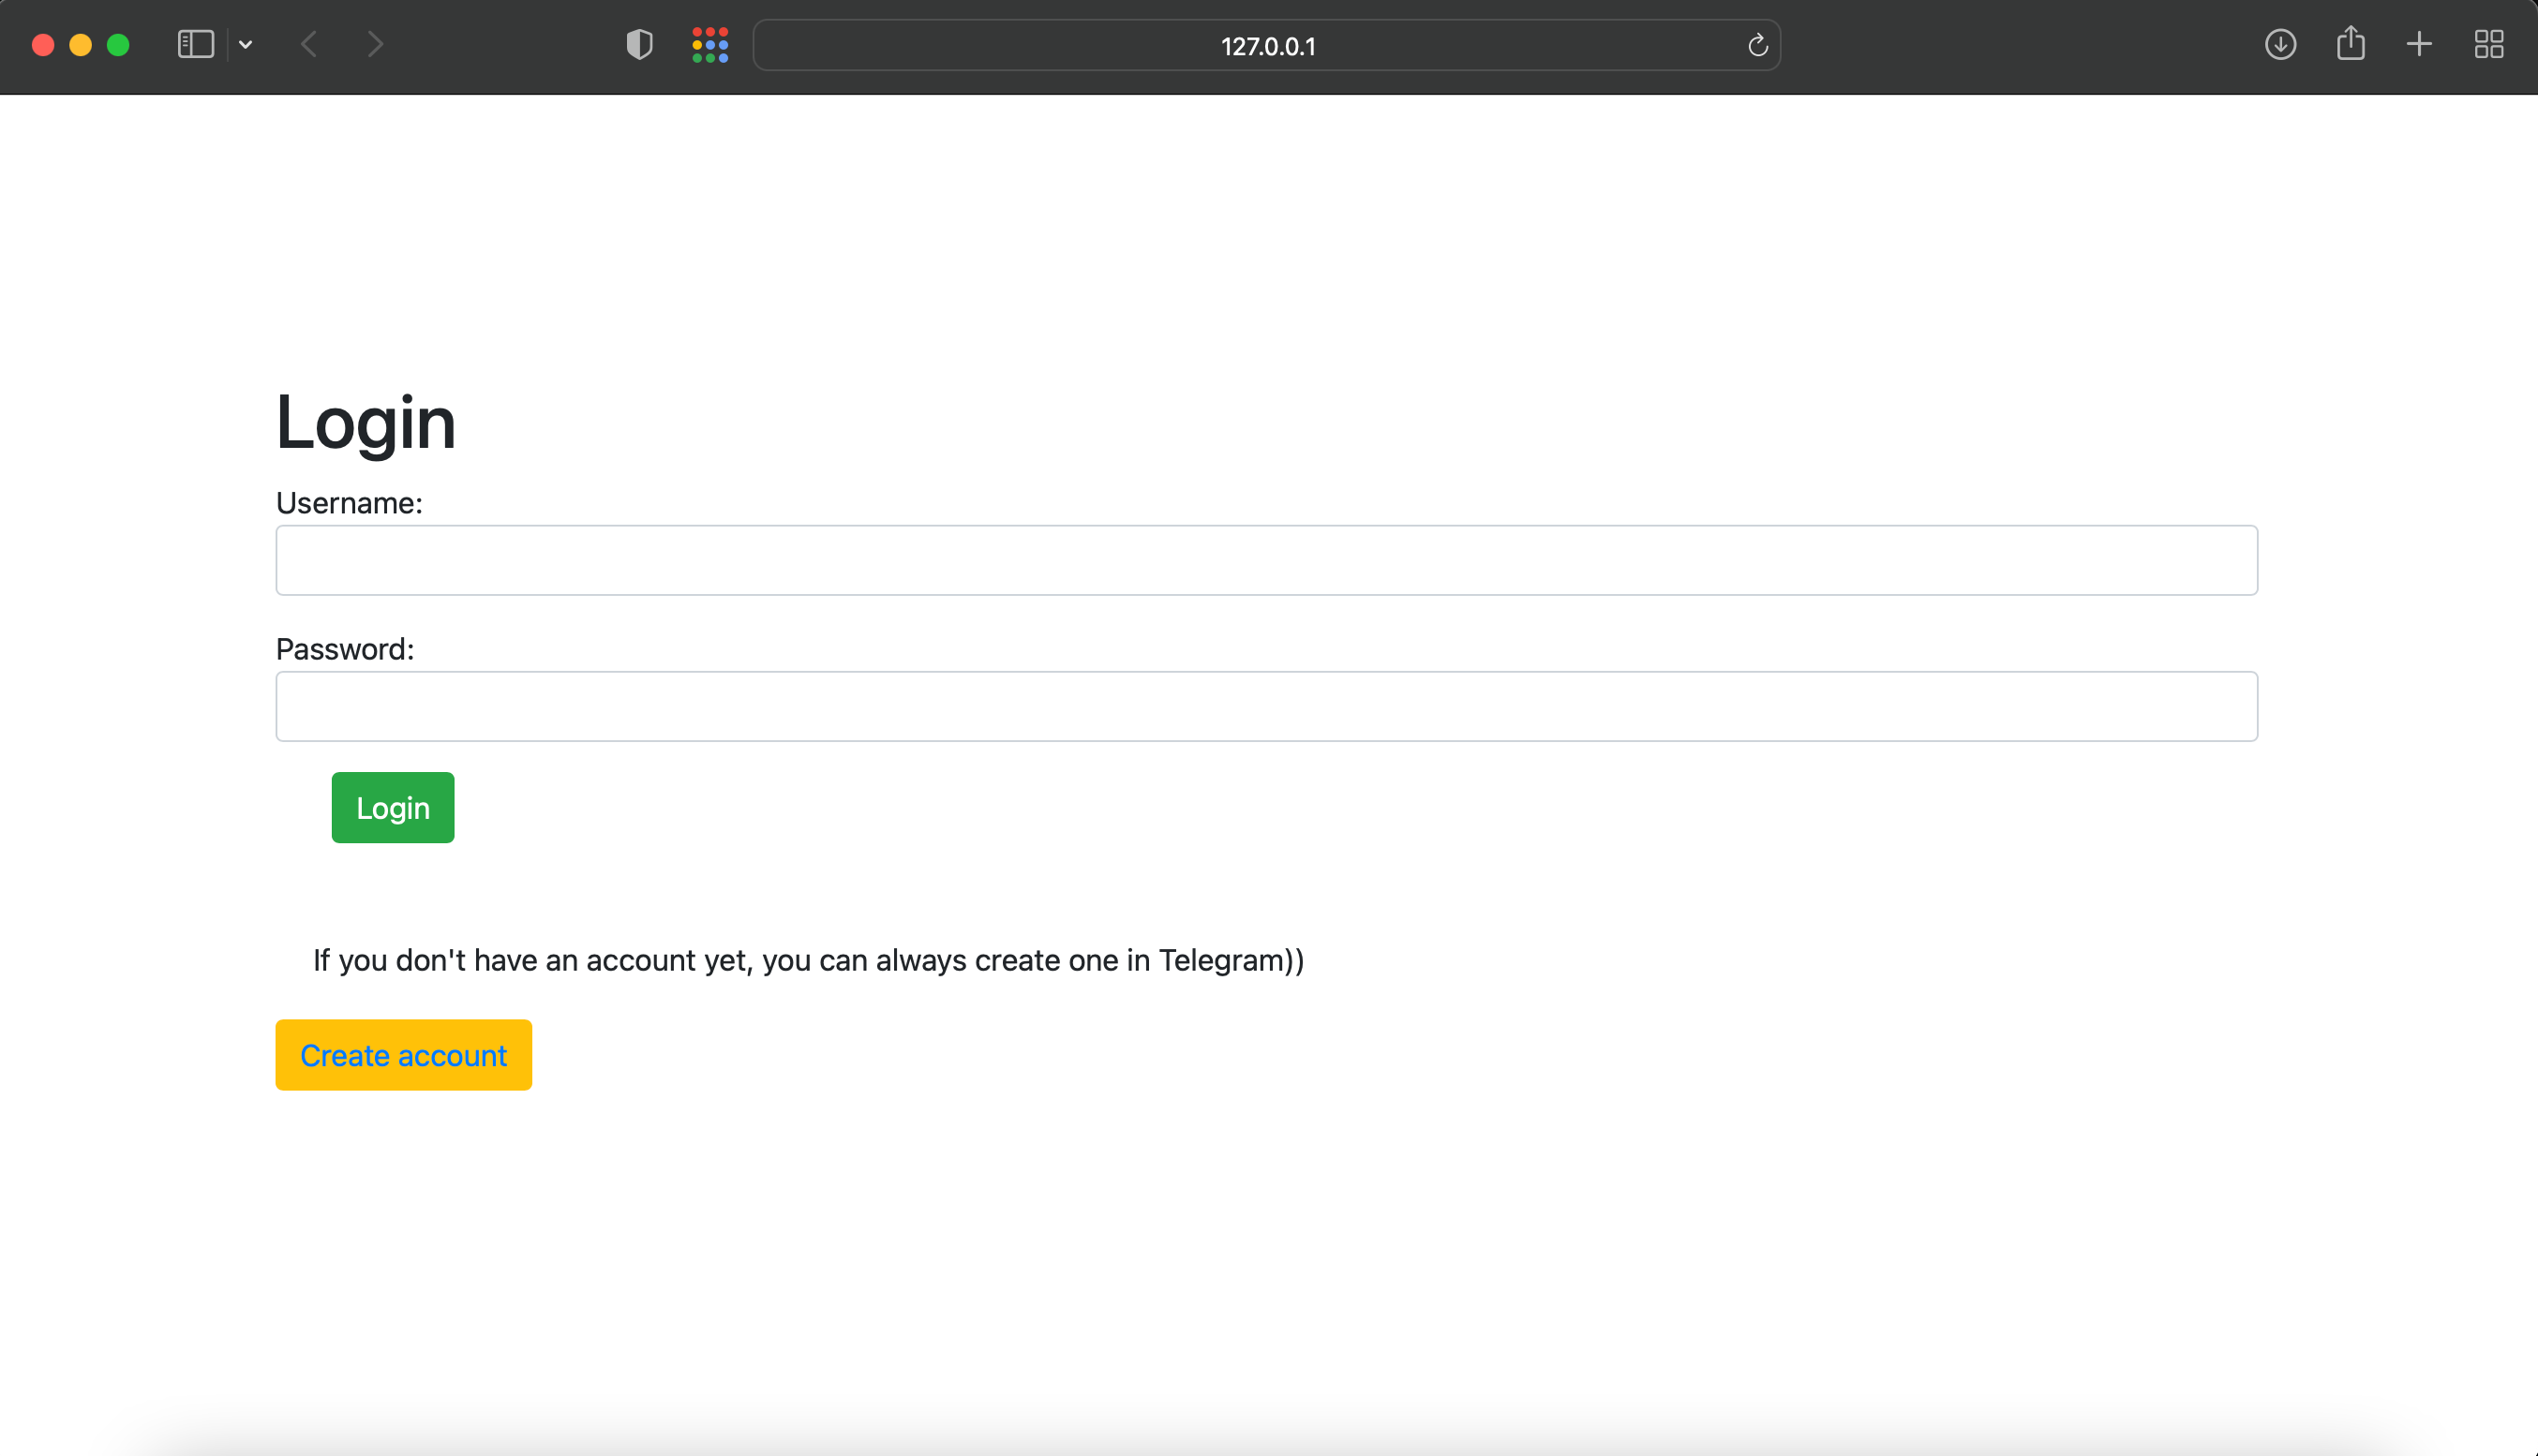 127.0.0.1
Login
Username:
Password:
Login
If you don't have an account yet, you can always create one in Telegram))
Create account